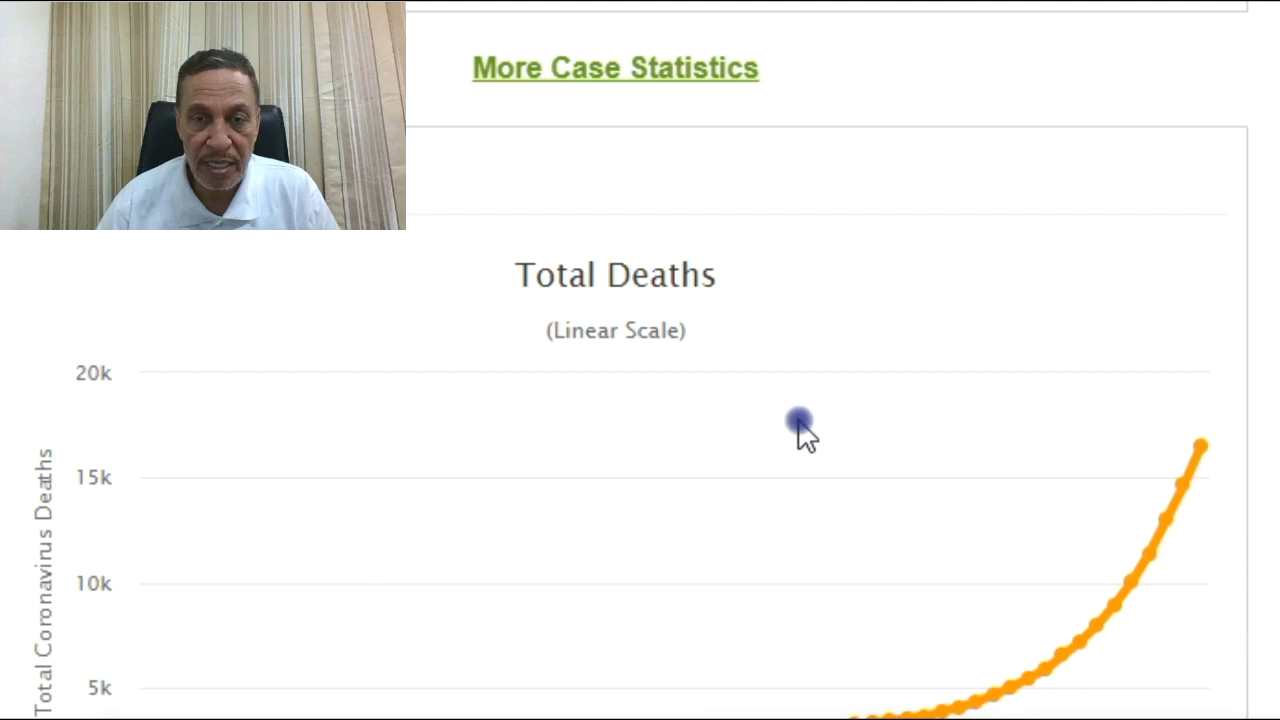 More Case Statistics
Total Deaths
(Linear Scale)
20k
15k
10k
5k
Total Coronavirus Deaths